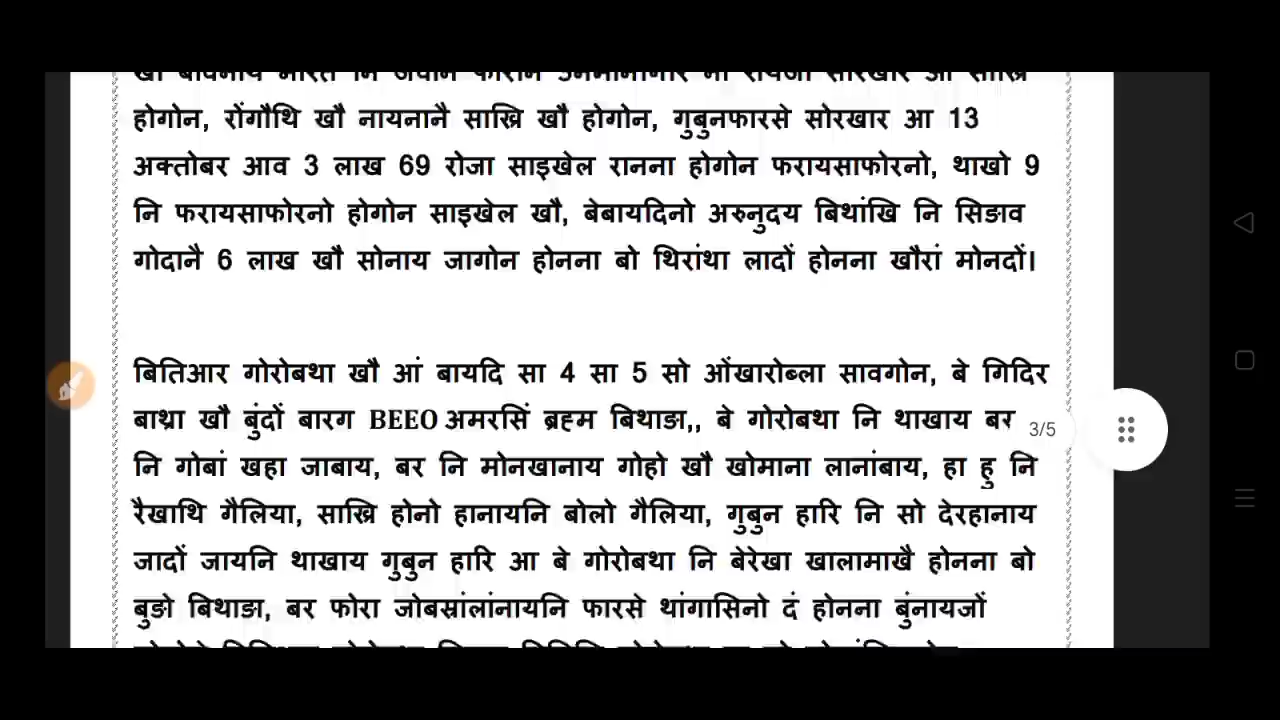 होगोन, रोंगौथि खौ नायनानै साख्रि खौ होगोन, गुबुनफारसे सोरखार आ 13
अक्तोबर आव 3 लाख 69 रोजा साइखेल रानना होगोन फरायसाफोरनो, थाखो 9
नि फरायसाफोरनो होगोन साइखेल खौ, बेबायदिनो अरुनुदय बिथांखि नि सिङाव
गोदानै 6 लाख खौ सोनाय जागोन होनना बो थिरांथा लादों होनना खौरां मोनदों।
बितिआर गोरोबथा खौ आं बायदि सा 4 सा 5 सो ओंखारोब्ला सावगोन, बे गिदिर
बाथ्रा खौ बुंदों बारग BEEO अमरसिं ब्रह्म बिथाङा,, बे गोरोबथा नि थाखाय बर
नि गोबां खहा जाबाय, बर नि मोनखानाय गोहो खौ खोमाना लानांबाय, हा हु नि
रैखाथि गैलिया, साख्रि होनो हानायनि बोलो गैलिया, गुबुन हारि नि सो देरहानाय
जादों जायनि थाखाय गुबुन हारि आ बे गोरोबथा नि बेरेखा खालामाखै होनना बो
बुङो बिथाङा, बर फोरा जोबस्रांलांनायनि फारसे थांगासिनो दं होनना बुंनायजों
3/5